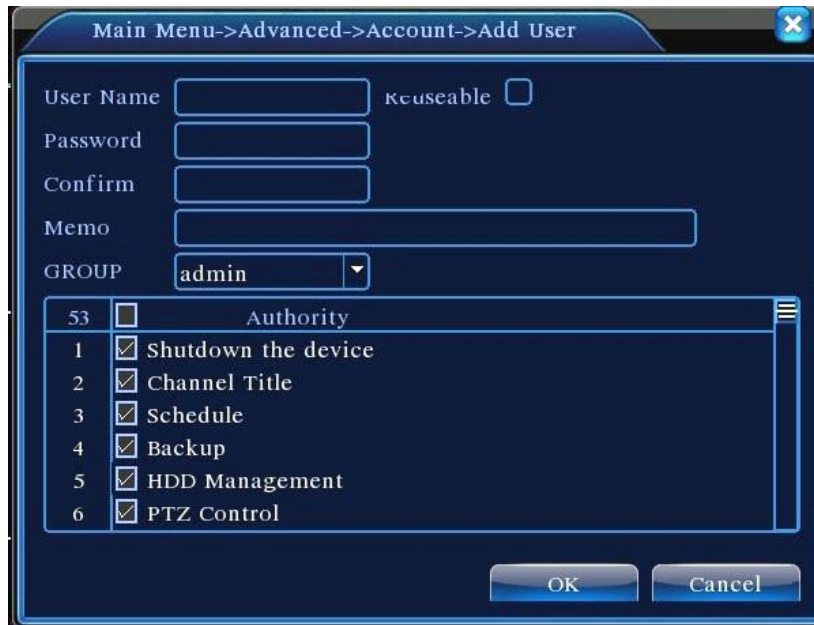 Main Menu->Advanced->Account->Add User
User Name Reuseable
Password
Confirm
Memo
GROUP admin
53 Authority
1 Shutdown the device
2 Channel Title
3 Schedule
4 Backup
5 HDD Management
6 PTZ Control
OK Cancel